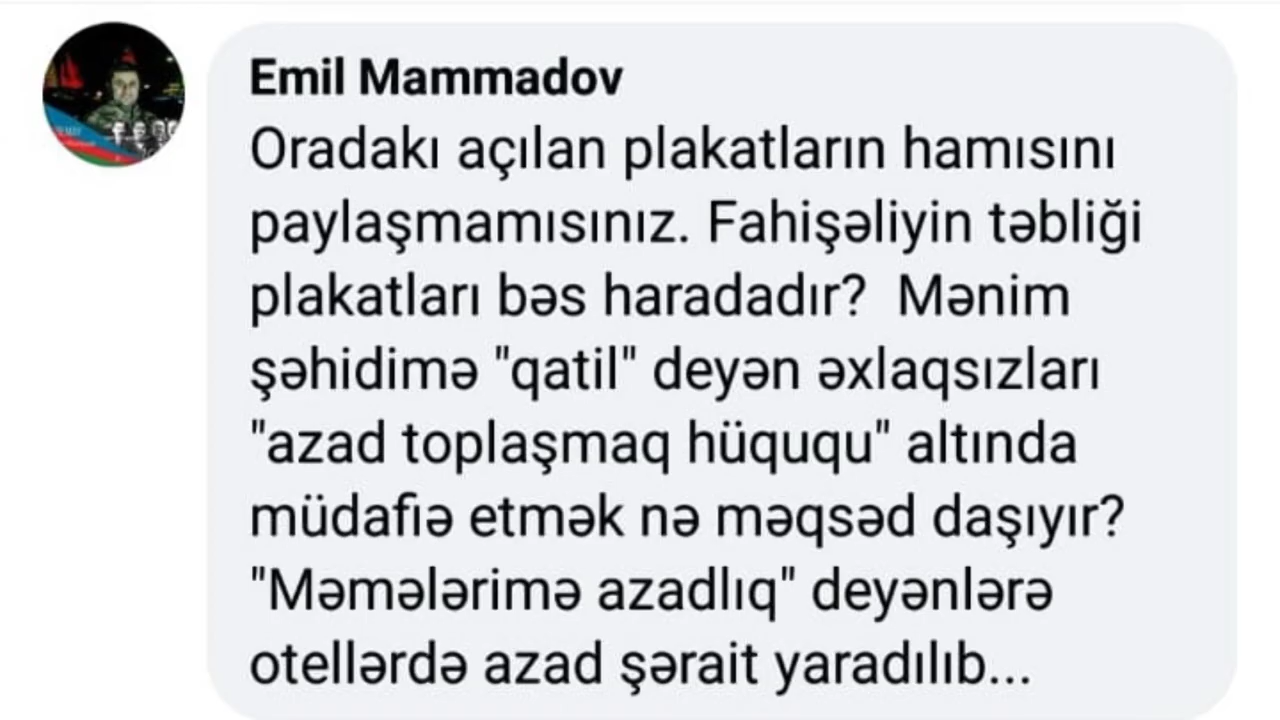 Emil Mammadov
Oradakı açılan plakatların hamısını
paylaşmamısınız. Fahişəliyin təbliği
plakatları bəs haradadır?  Mənim
şəhidimə "qatil" deyən əxlaqsızları
"azad toplaşmaq hüququ" altında
müdafiə etmək nə məqsəd daşıyır?
"Məmələrimə azadlıq" deyənlərə
otellərdə azad şərait yaradılıb...